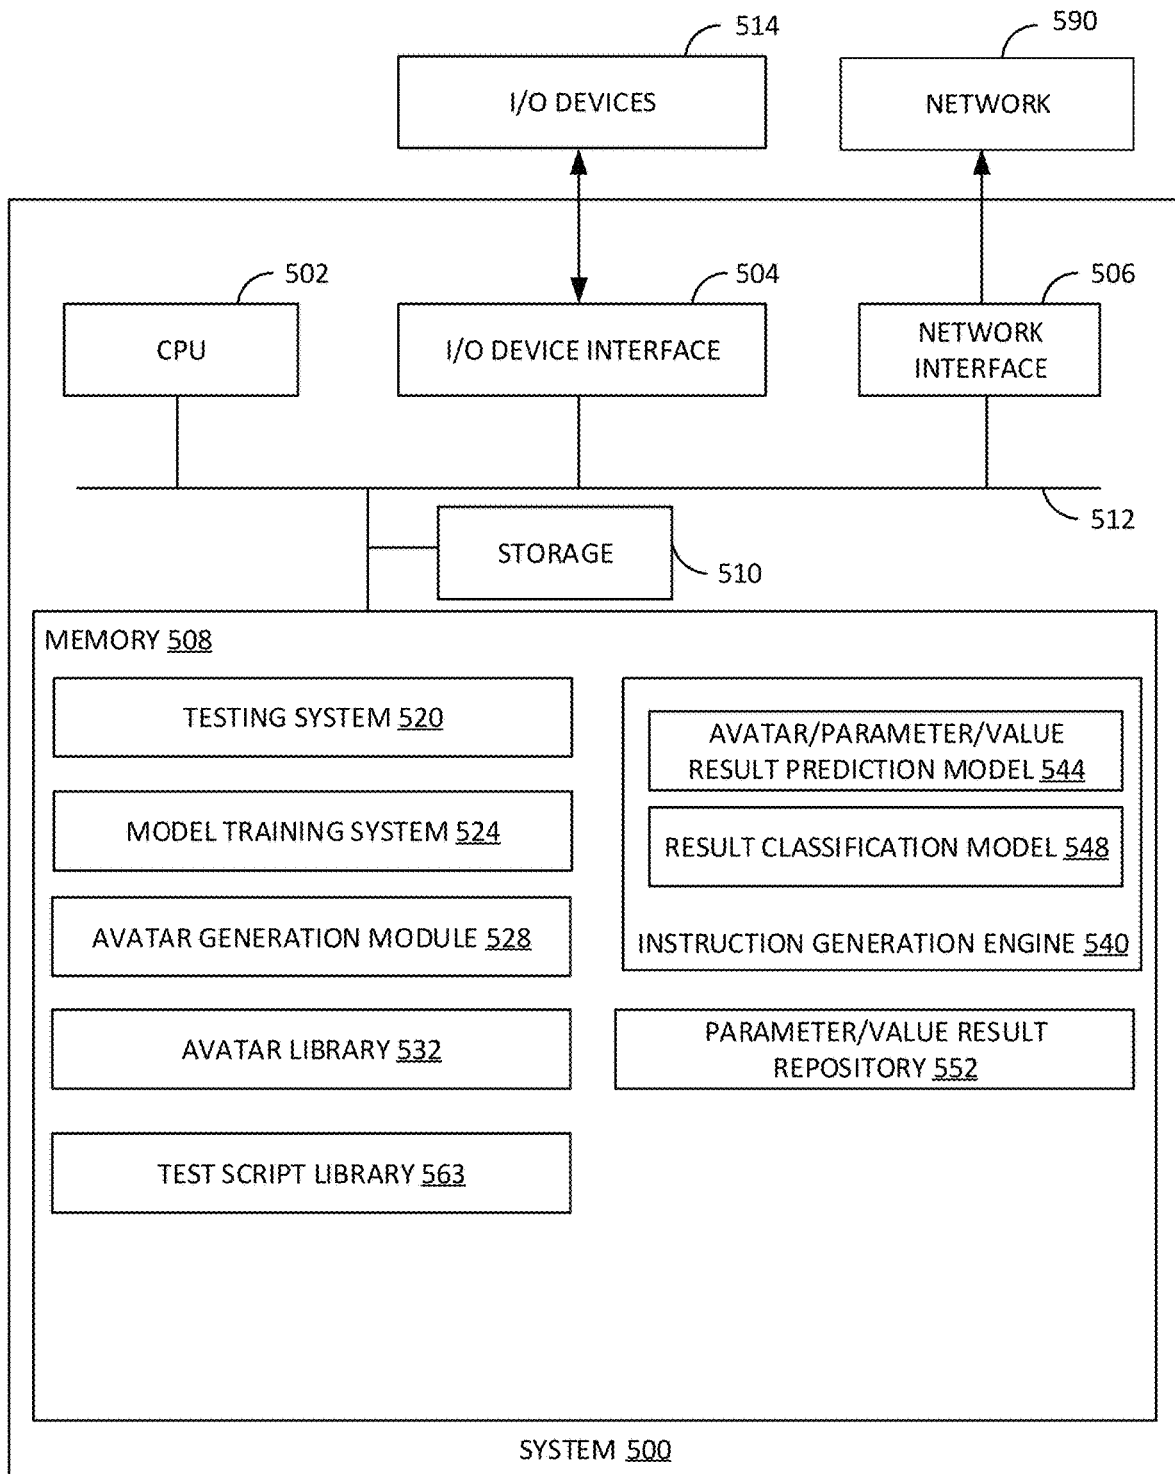 514
590
I/O DEVICES
NETWORK
502
504
506
CPU
I/O DEVICE INTERFACE
NETWORK
INTERFACE
512
STORAGE
510
MEMORY 508
TESTING SYSTEM 520
MODEL TRAINING SYSTEM 524
AVATAR GENERATION MODULE 528
AVATAR LIBRARY 532
TEST SCRIPT LIBRARY 563
AVATAR/PARAMETER/VALUE
RESULT PREDICTION MODEL 544
RESULT CLASSIFICATION MODEL 548
INSTRUCTION GENERATION ENGINE 540
PARAMETER/VALUE RESULT
REPOSITORY 552
SYSTEM 500